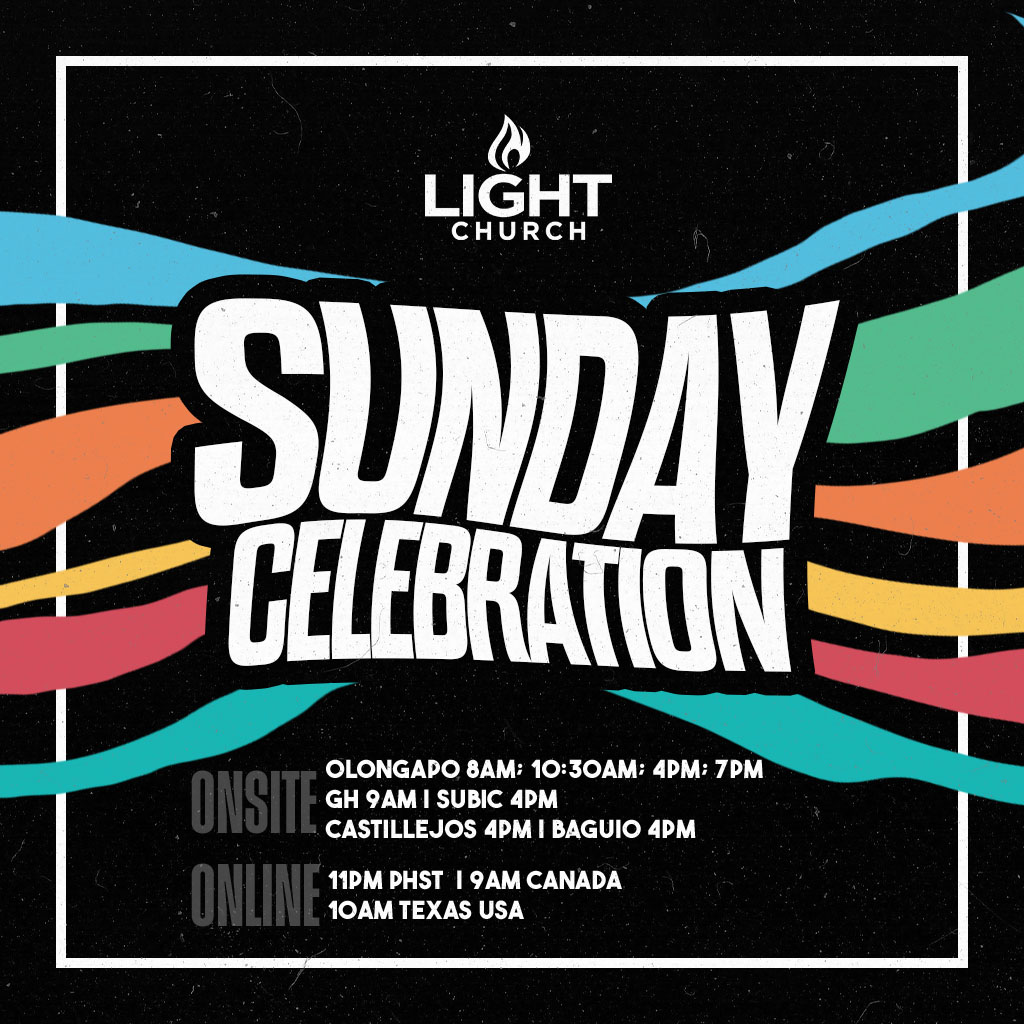 LIGHT
CHURCH
SUNDAY
CELEBRATION
ONSITE
OLONGAPO 8AM; 10:30AM; 4PM; 7PM
GH 9AM | SUBIC 4PM
CASTILLEJOS 4PM | BAGUIO 4PM
ONLINE
11PM PHST | 9AM CANADA
10AM TEXAS USA